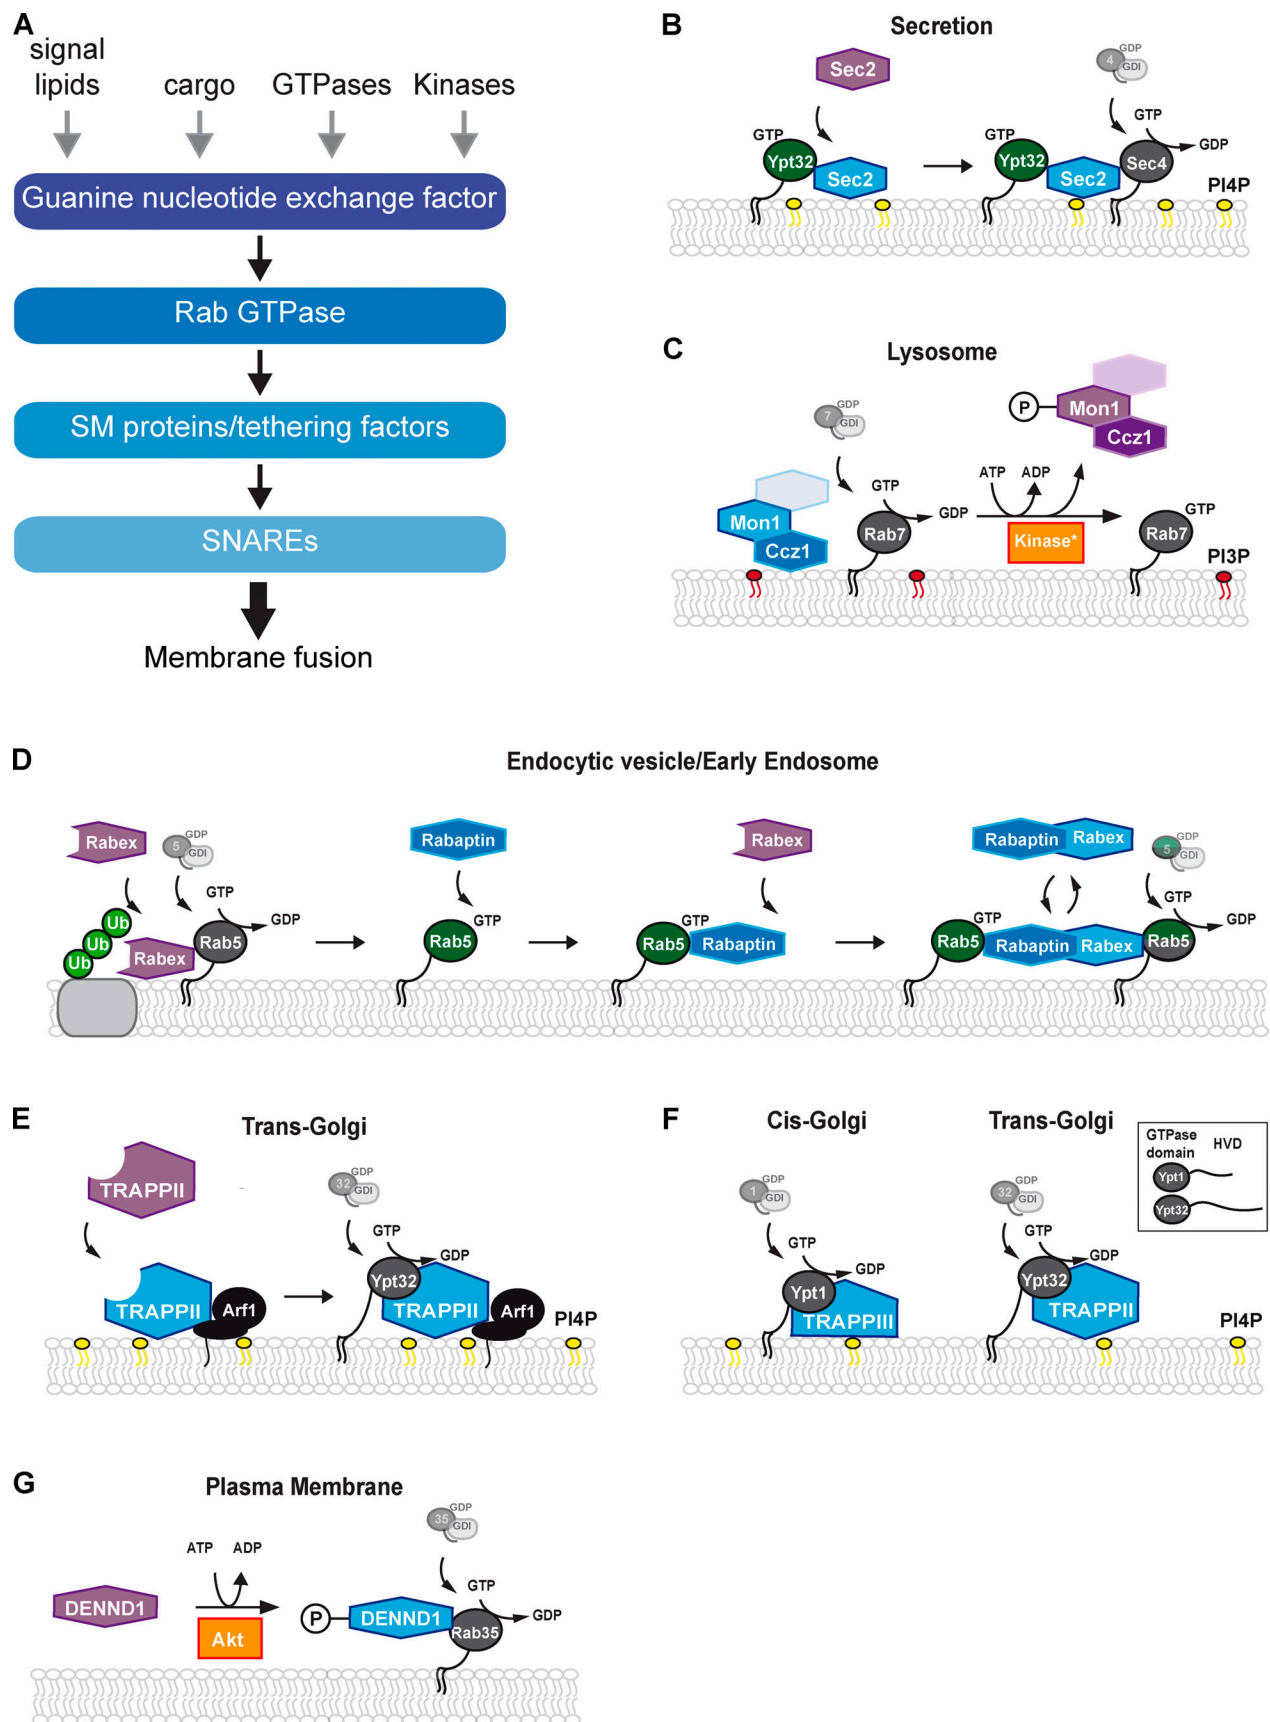 A
signal
lipids
cargo
GTPases
Kinases
Guanine nucleotide exchange factor
Rab GTPase
SM proteins/tethering factors
SNAREs
Membrane fusion
B
Secretion
Sec2
4
GDP
GDI
GTP
Ypt32
Sec2
GTP
Ypt32
Sec2
GTP
Sec4
GDP
PI4P
C
Lysosome
P
Mon1
Ccz1
7
GDP
GDI
Mon1
Ccz1
GTP
Rab7
GDP
ATP
ADP
Kinase*
GTP
Rab7
PI3P
D
Endocytic vesicle/Early Endosome
Rabex
5
GDP
GDI
GTP
GDP
Ub
Ub
Ub
Rabex
Rab5
Rabaptin
GTP
Rab5
Rabex
GTP
Rab5
Rabaptin
Rabaptin
Rabex
5
GDP
GDI
GTP
GDP
GTP
Rab5
Rabaptin
Rabex
Rab5
E
Trans-Golgi
TRAPPII
32
GDP
GDI
GTP
GDP
TRAPPII
Arf1
Ypt32
TRAPPII
Arf1
PI4P
F
Cis-Golgi
Trans-Golgi
GTPase
domain
HVD
Ypt1
Ypt32
1
GDP
GDI
GTP
GDP
Ypt1
TRAPPIII
32
GDP
GDI
GTP
GDP
Ypt32
TRAPPII
PI4P
G
Plasma Membrane
35
GDP
GDI
ATP
ADP
DENND1
Akt
P
DENND1
GTP
GDP
Rab35